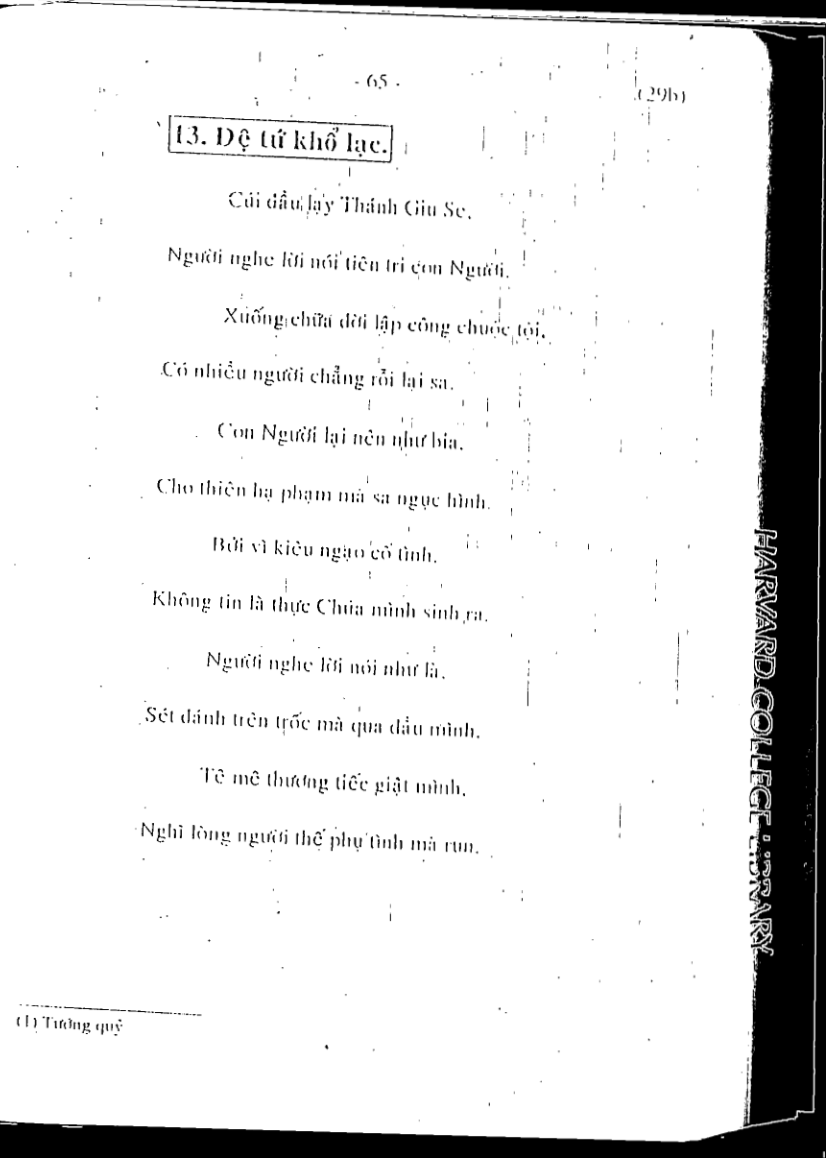 - 65 -
(29b)
13. Đệ tứ khổ lạc.
Cúi đầu lạy Thánh Giu Se.
Người nghe lời nói tiên tri con Người.
Xuống chữa đời lập công chuộc tội.
Có nhiều người chẳng rỗi lại sa.
Con Người lại nên như bia.
Cho thiên hạ phạm mà sa ngục hình.
Bởi vì kiêu ngạo cố tình.
Không tin là thực Chúa mình sinh ra.
Người nghe lời nói như là.
Sét đánh trên trốc mà qua đầu mình.
Tê mê thương tiếc giật mình.
Nghĩ lòng người thế phụ tình mà run.
(1) Tướng quỷ
HARVARD COLLEGE LIBRARY